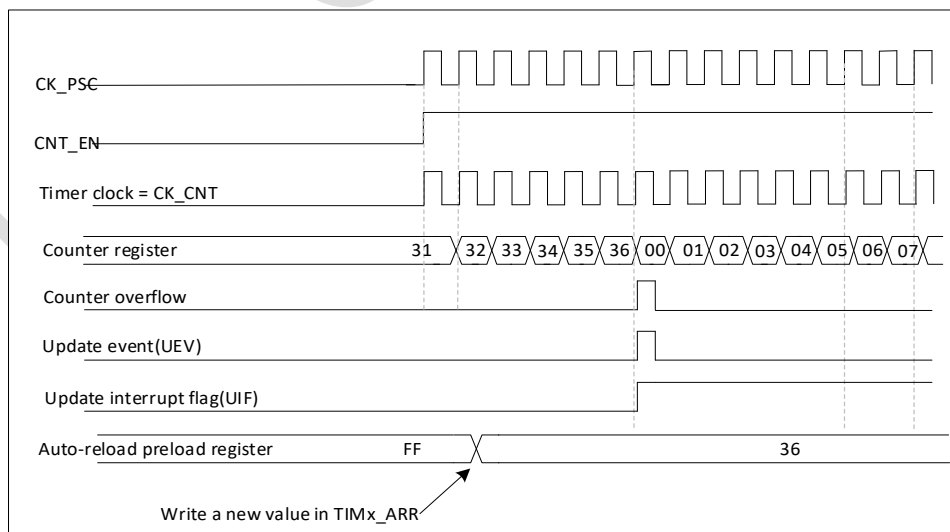 CK_PSC
CNT_EN
Timer clock = CK_CNT
Counter register 31 32 33 34 35 36 00 01 02 03 04 05 06 07
Counter overflow
Update event(UEV)
Update interrupt flag(UIF)
Auto-reload preload register FF 36
Write a new value in TIMx_ARR